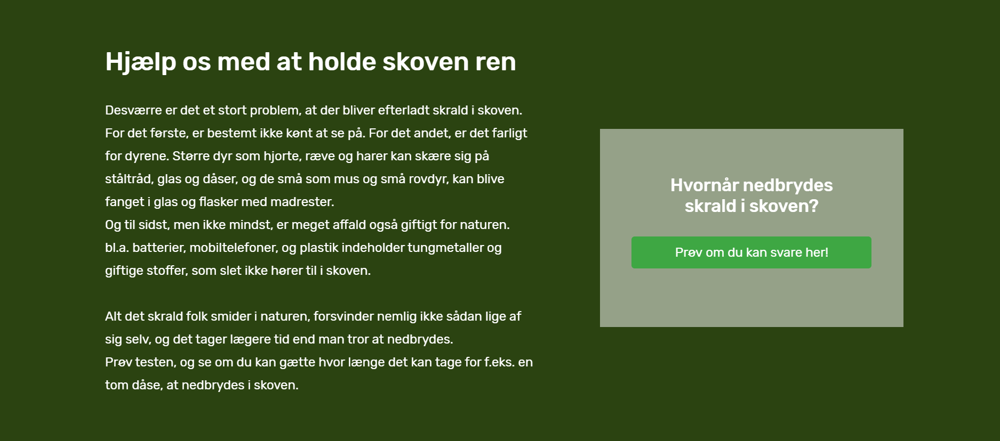 Hjælp os med at holde skoven ren
Desværre er det et stort problem, at der bliver efterladt skrald i skoven.
For det første, er bestemt ikke kønt at se på. For det andet, er det farligt
for dyrene. Større dyr som hjorte, ræve og harer kan skære sig på
ståltråd, glas og dåser, og de små som mus og små rovdyr, kan blive
fanget i glas og flasker med madrester.
Og til sidst, men ikke mindst, er meget affald også giftigt for naturen.
bl.a. batterier, mobiltelefoner, og plastik indeholder tungmetaller og
giftige stoffer, som slet ikke hører til i skoven.
Alt det skrald folk smider i naturen, forsvinder nemlig ikke sådan lige af
sig selv, og det tager lægere tid end man tror at nedbrydes.
Prøv testen, og se om du kan gætte hvor længe det kan tage for f.eks. en
tom dåse, at nedbrydes i skoven.
Hvornår nedbrydes
skrald i skoven?
Prøv om du kan svare her!